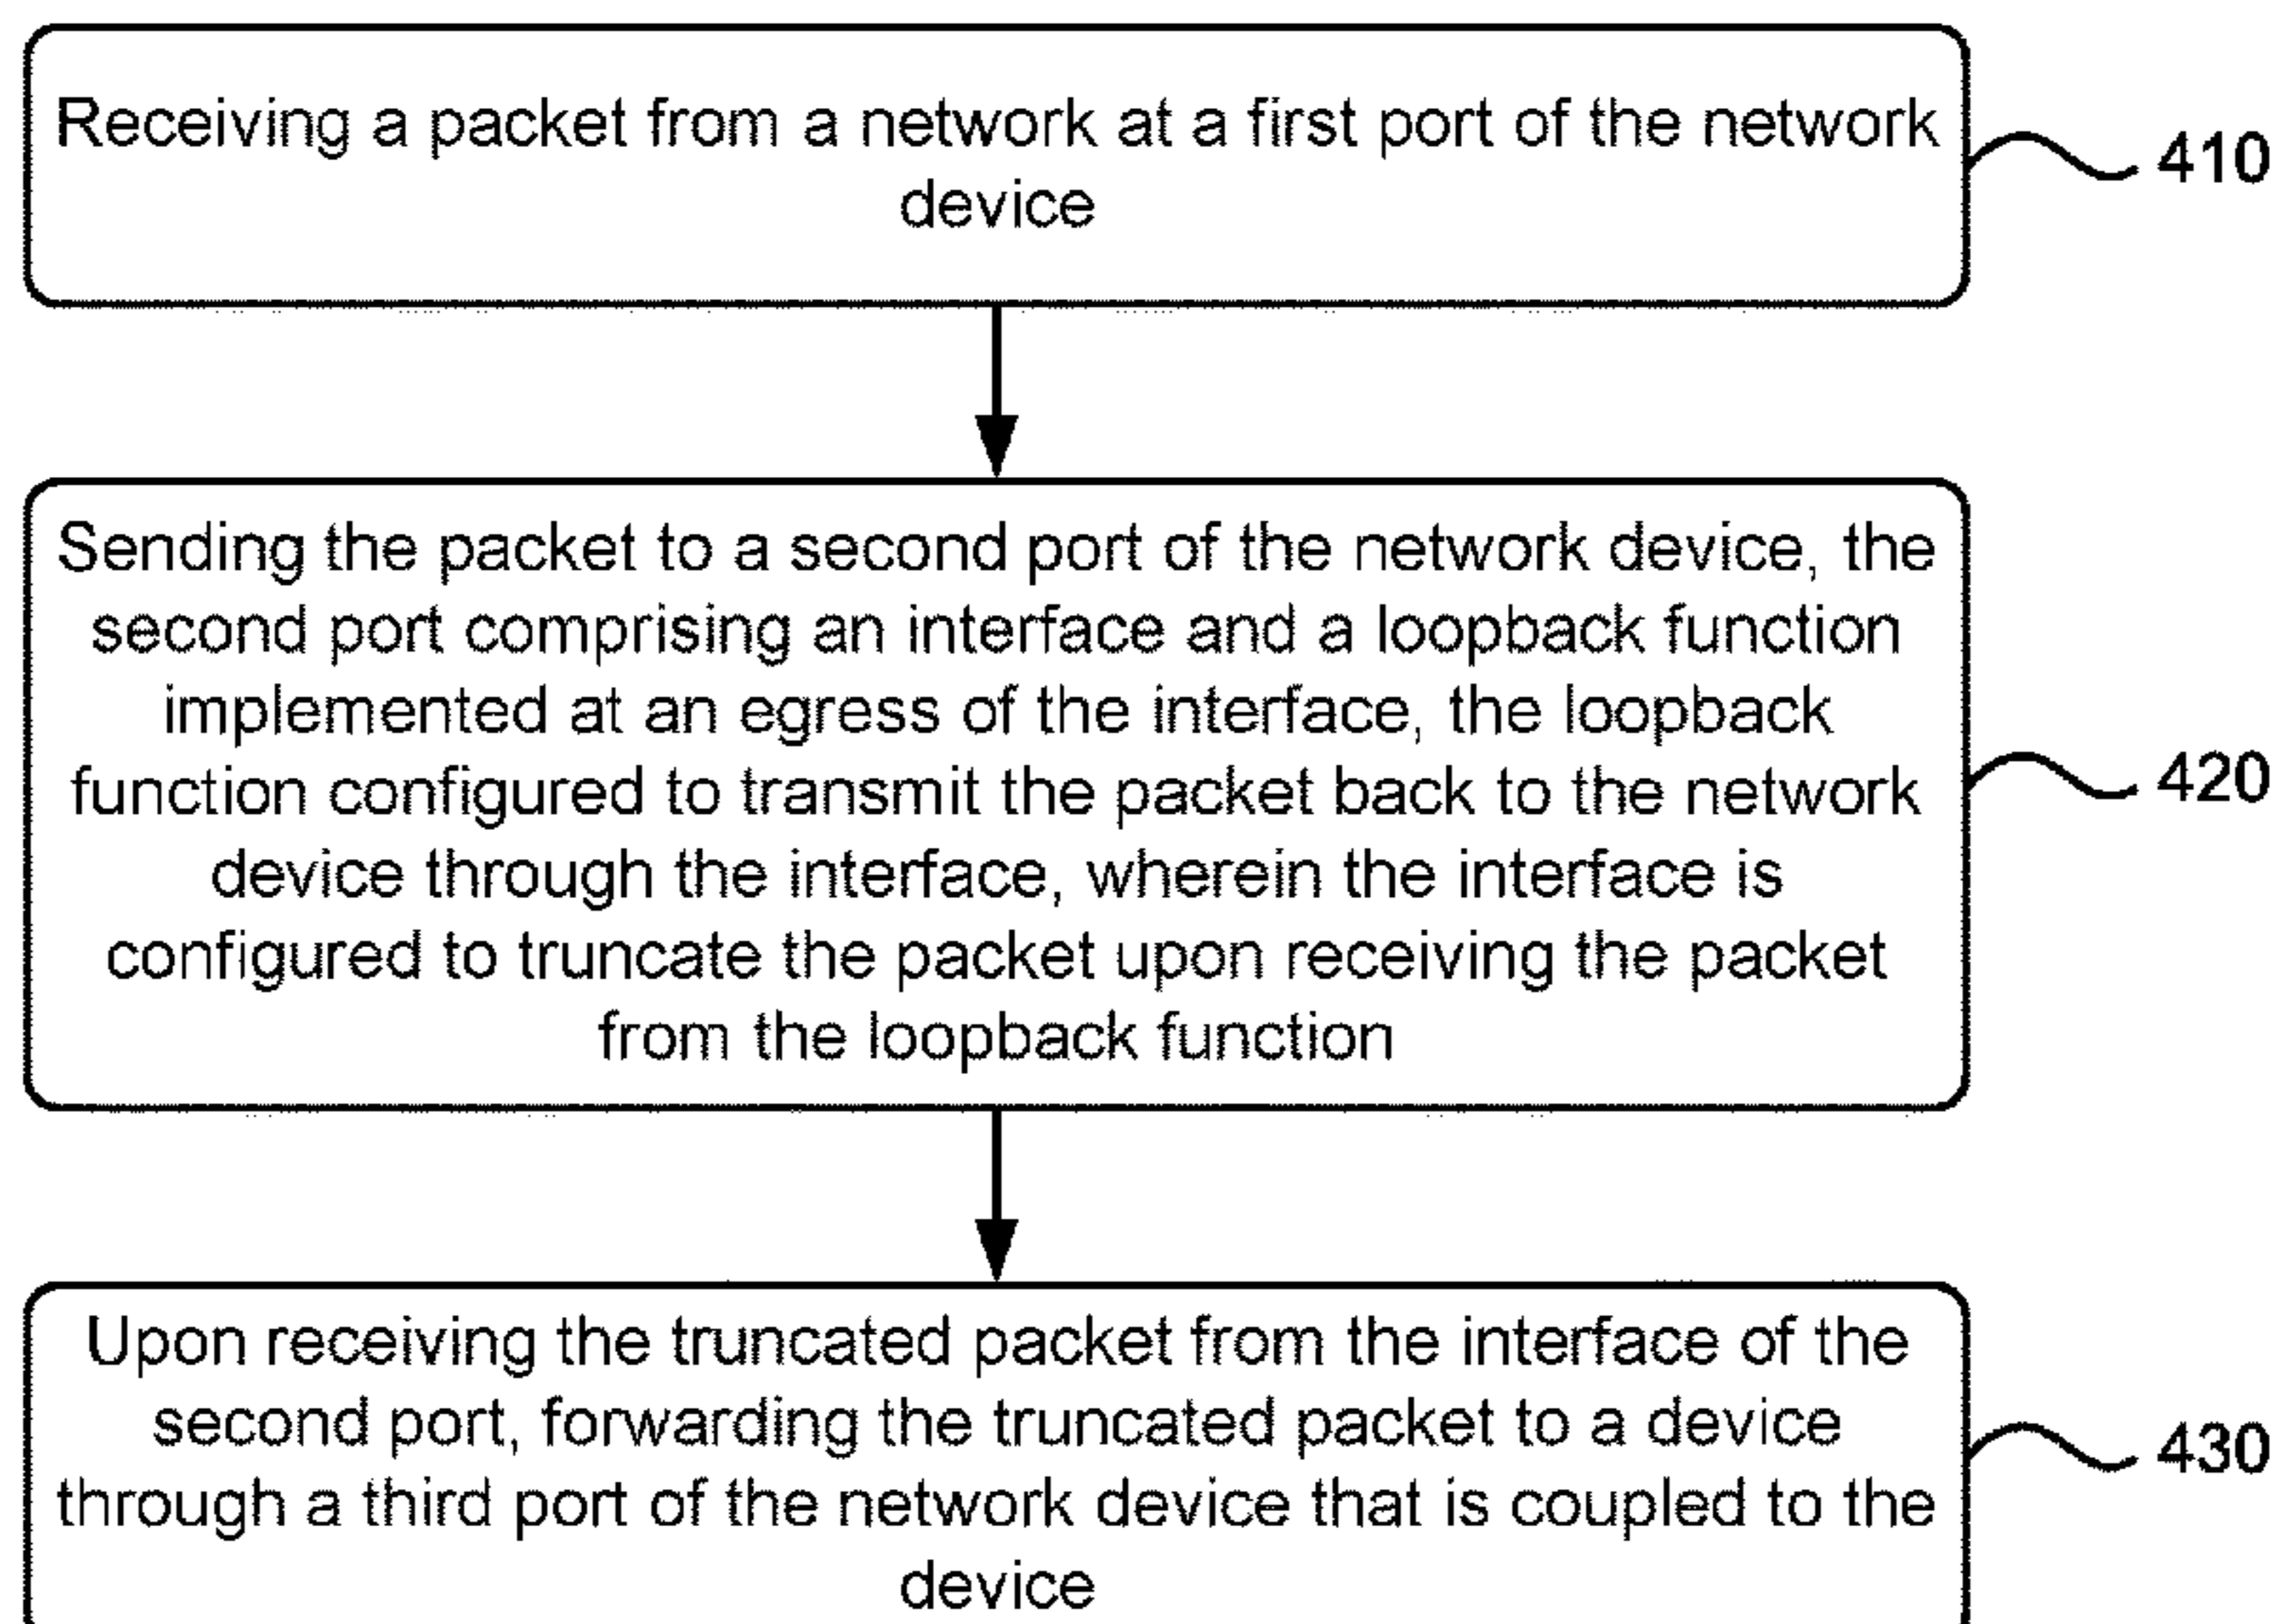 Receiving a packet from a network at a first port of the network
device
410
Sending the packet to a second port of the network device, the
second port comprising an interface and a loopback function
implemented at an egress of the interface, the loopback
function configured to transmit the packet back to the network
device through the interface, wherein the interface is
configured to truncate the packet upon receiving the packet
from the loopback function
420
Upon receiving the truncated packet from the interface of the
second port, forwarding the truncated packet to a device
through a third port of the network device that is coupled to the
device
430